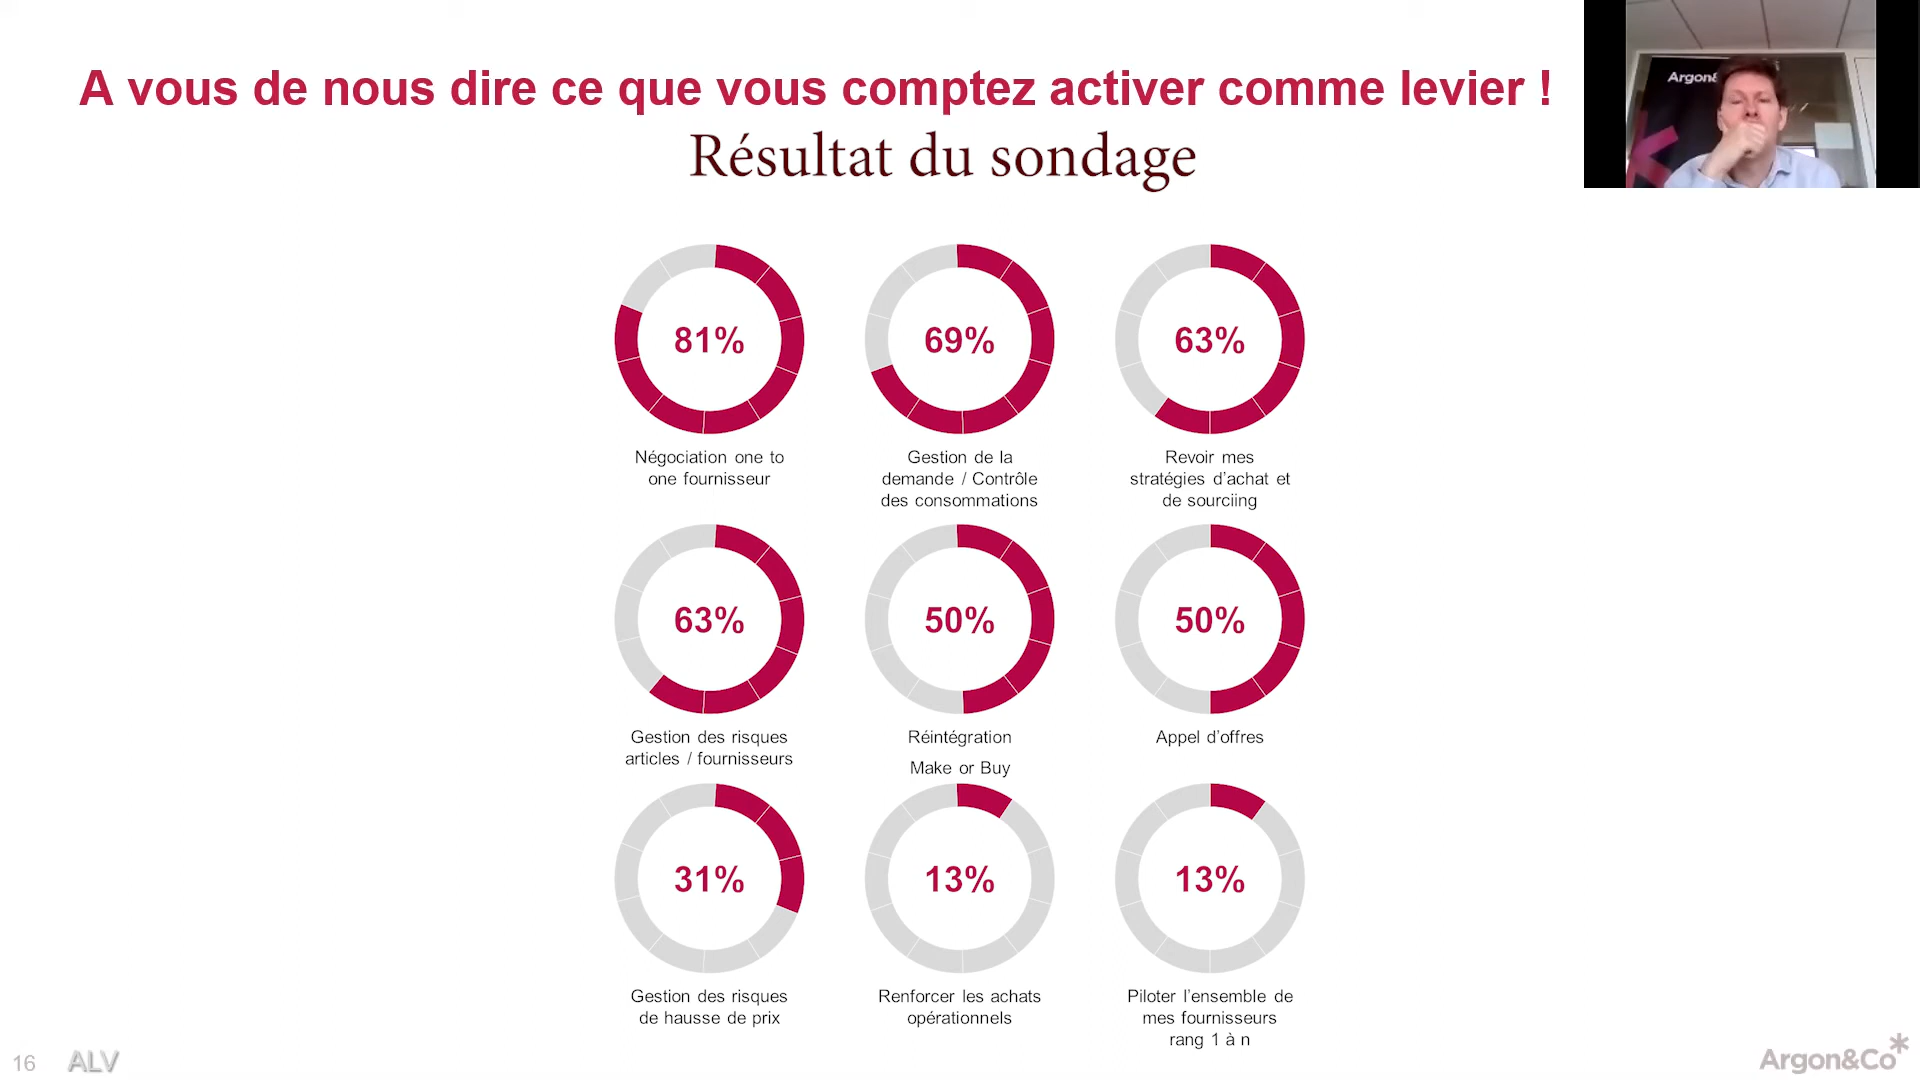 A vous de nous dire ce que vous comptez activer comme levier !
Résultat du sondage
Argon&
81%
69%
63%
Négociation one to
one fournisseur
Gestion de la
demande / Contrôle
des consommations
Revoir mes
stratégies d'achat et
de sourciing
63%
50%
50%
Gestion des risques
articles / fournisseurs
Réintégration
Make or Buy
Appel d'offres
31%
13%
13%
Gestion des risques
de hausse de prix
Renforcer les achats
opérationnels
Piloter l'ensemble de
mes fournisseurs
rang 1 à n
16
ALV
Argon&Co